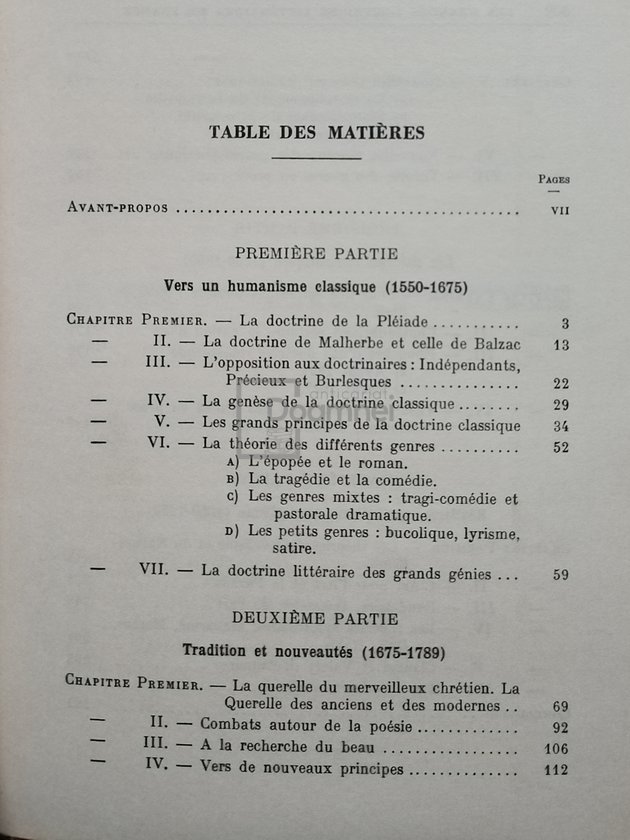 TABLE DES MATIÈRES
PAGES
AVANT-PROPOS ........................................... VII
PREMIÈRE PARTIE
Vers un humanisme classique (1550-1675)
CHAPITRE PREMIER. — La doctrine de la Pléiade ........... 3
— II. — La doctrine de Malherbe et celle de Balzac 13
— III. — L'opposition aux doctrinaires : Indépendants,
Précieux et Burlesques .............. 22
— IV. — La genèse de la doctrine classique ........ 29
— V. — Les grands principes de la doctrine classique 34
— VI. — La théorie des différents genres .......... 52
A) L'épopée et le roman.
B) La tragédie et la comédie.
C) Les genres mixtes : tragi-comédie et
pastorale dramatique.
D) Les petits genres : bucolique, lyrisme,
satire.
— VII. — La doctrine littéraire des grands génies ... 59
DEUXIÈME PARTIE
Tradition et nouveautés (1675-1789)
CHAPITRE PREMIER. — La querelle du merveilleux chrétien. La
Querelle des anciens et des modernes .. 69
— II. — Combats autour de la poésie ............. 92
— III. — A la recherche du beau ................. 106
— IV. — Vers de nouveaux principes .............. 112